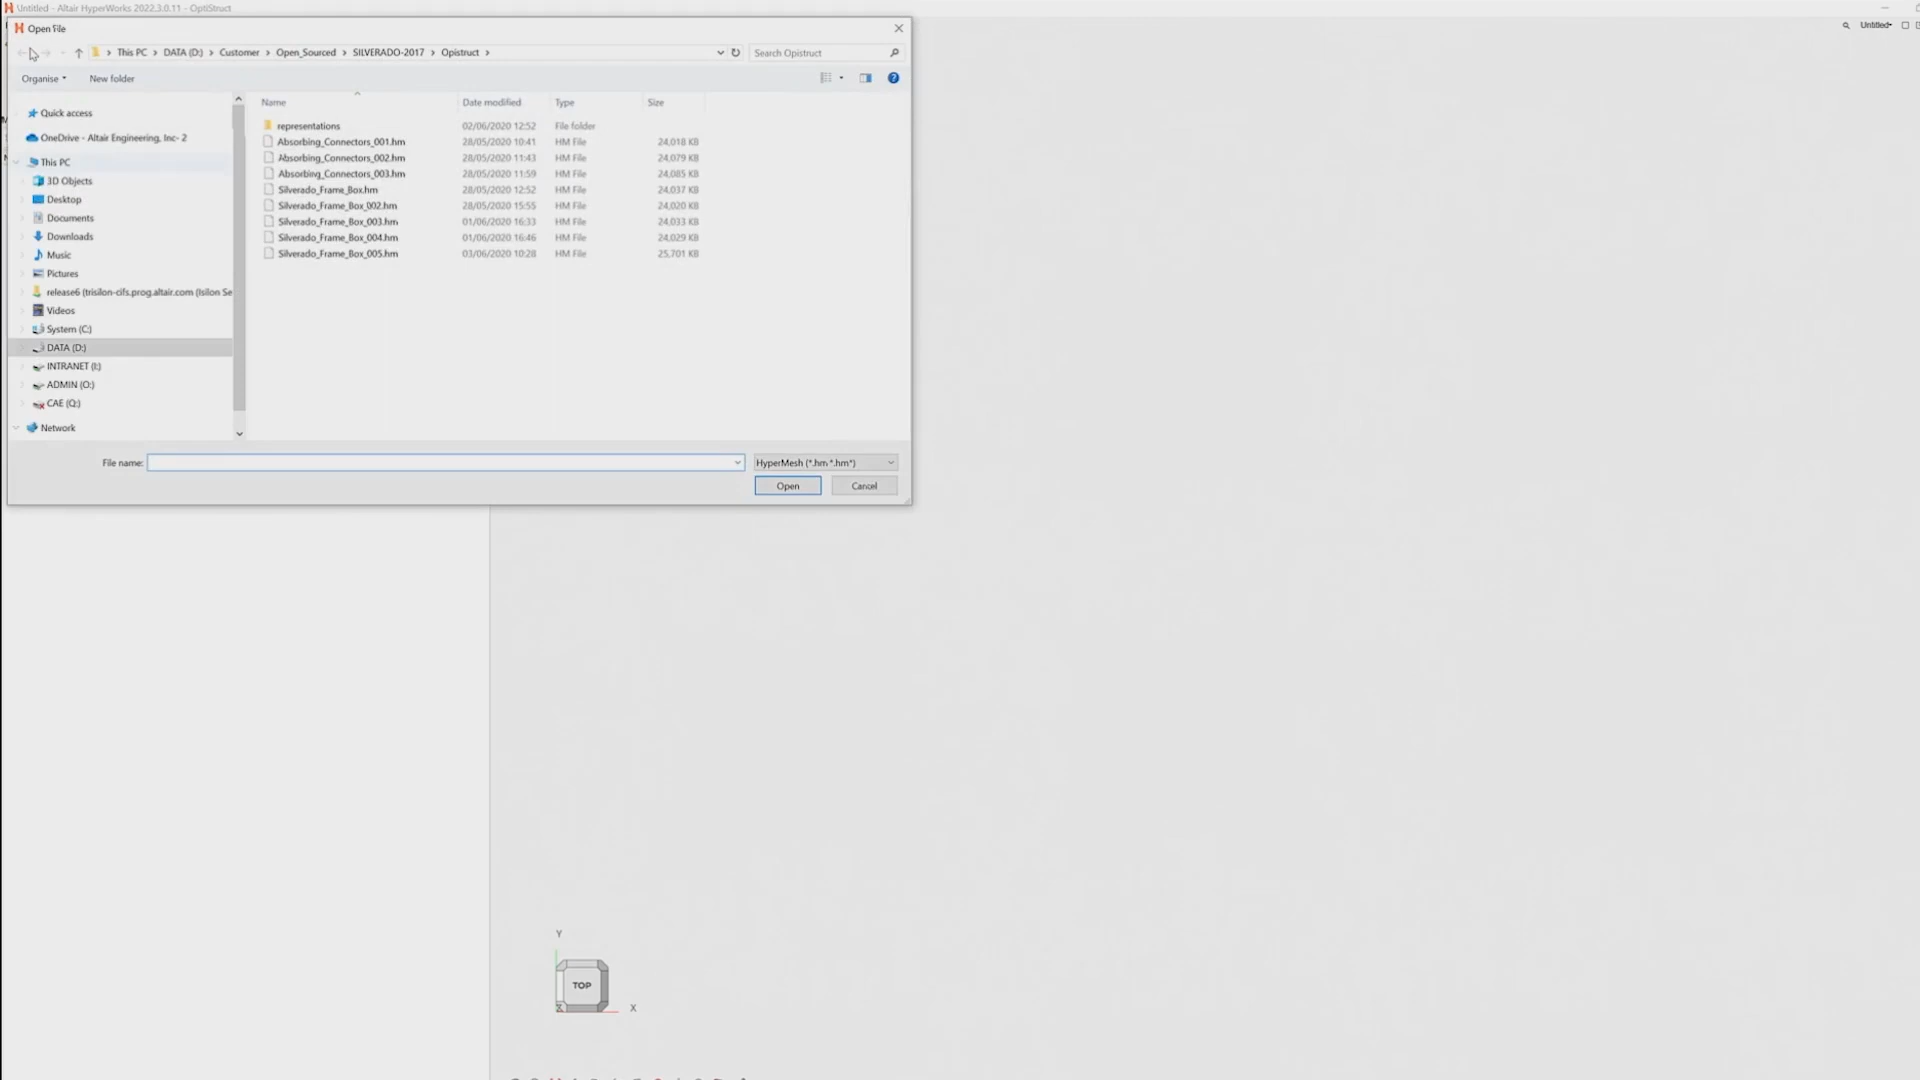 Untitled - Altair HyperWorks 2022.3.0.11 - OptiStruct
Open File
Untitled*
This PC > DATA (D:) > Customer > Open_Sourced > SILVERADO-2017 > Opistruct >
Search Opistruct
Organise
New folder
Name Date modified Type Size
Quick access
OneDrive - Altair Engineering, Inc- 2
This PC
3D Objects
Desktop
Documents
Downloads
Music
Pictures
release6 (trisilon-cifs.prog.altair.com (Isilon Se
Videos
System (C:)
DATA (D:)
INTRANET (I:)
ADMIN (O:)
CAE (Q:)
Network
representations 02/06/2020 12:52 File folder
Absorbing_Connectors_001.hm 28/05/2020 10:41 HM File 24,018 KB
Absorbing_Connectors_002.hm 28/05/2020 11:43 HM File 24,079 KB
Absorbing_Connectors_003.hm 28/05/2020 11:59 HM File 24,085 KB
Silverado_Frame_Box.hm 28/05/2020 12:52 HM File 24,037 KB
Silverado_Frame_Box_002.hm 28/05/2020 15:55 HM File 24,020 KB
Silverado_Frame_Box_003.hm 01/06/2020 16:33 HM File 24,033 KB
Silverado_Frame_Box_004.hm 01/06/2020 16:46 HM File 24,029 KB
Silverado_Frame_Box_005.hm 03/06/2020 10:28 HM File 25,701 KB
File name:
HyperMesh (*.hm *.hm*)
Open
Cancel
Y
TOP
Z
X